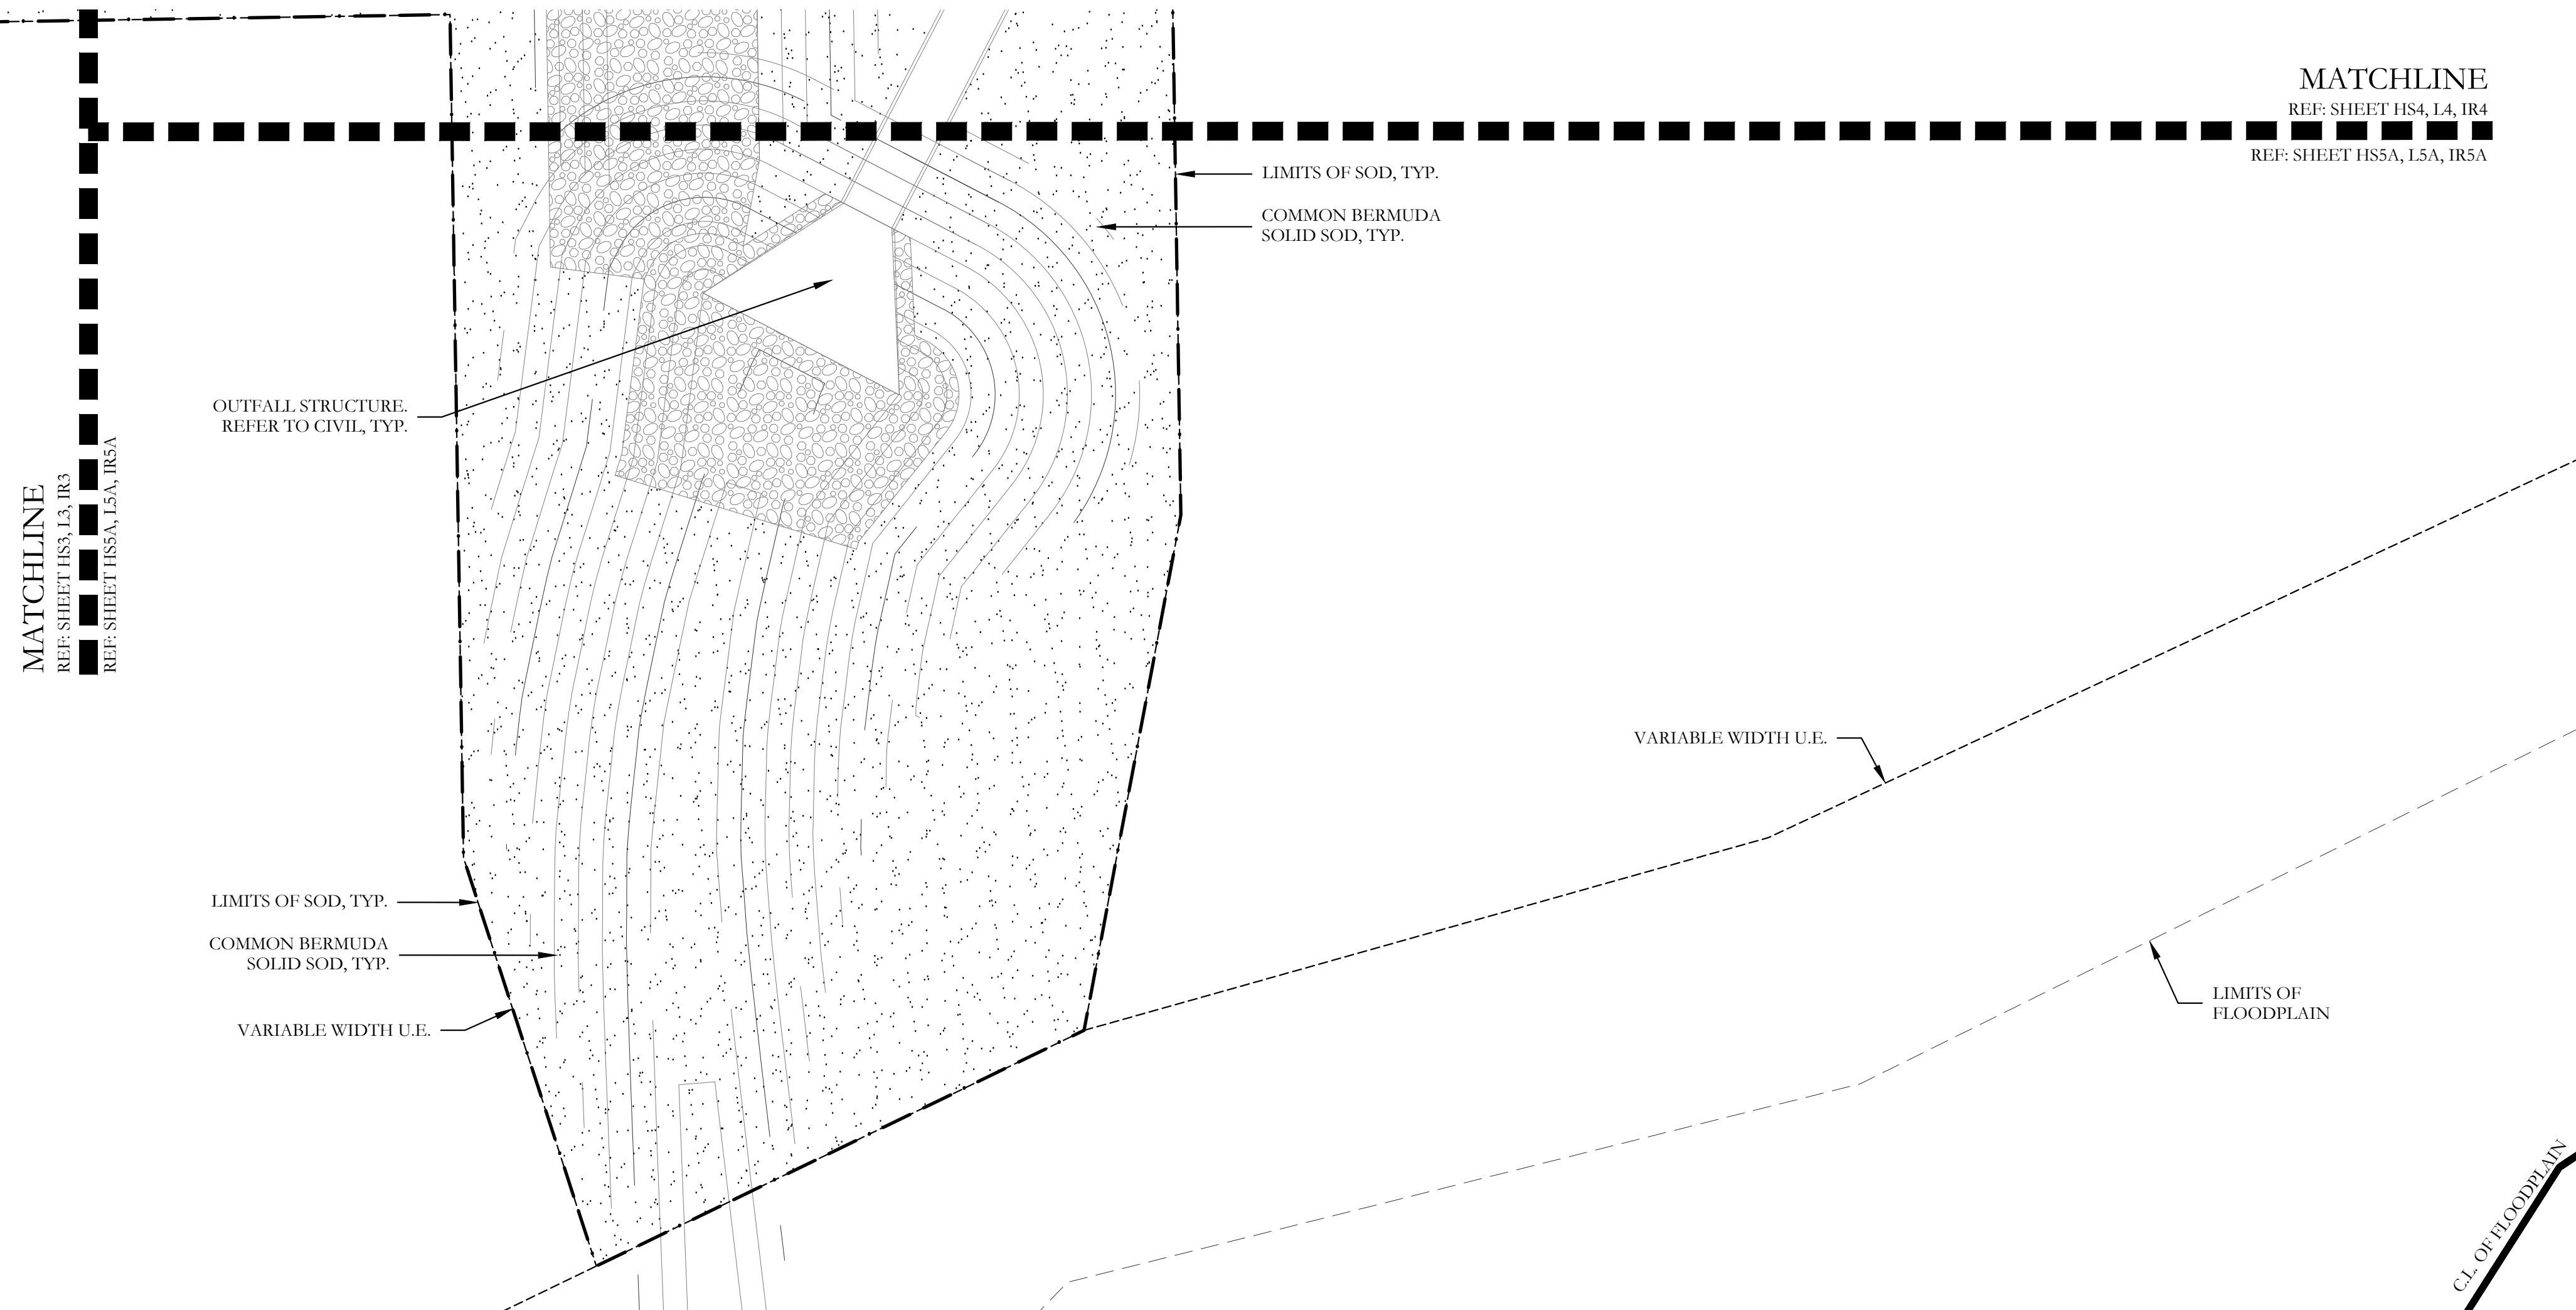 MATCHLINE
REF: SHEET HS4, L4, IR4
REF: SHEET HS5A, L5A, IR5A
LIMITS OF SOD, TYP.
COMMON BERMUDA
SOLID SOD, TYP.
OUTFALL STRUCTURE.
REFER TO CIVIL, TYP.
MATCHLINE
REF: SHEET HS3, L3, IR3
REF: SHEET HS5A, L5A, IR5A
VARIABLE WIDTH U.E.
LIMITS OF SOD, TYP.
COMMON BERMUDA
SOLID SOD, TYP.
VARIABLE WIDTH U.E.
LIMITS OF
FLOODPLAIN
C.L. OF FLOODPLAIN